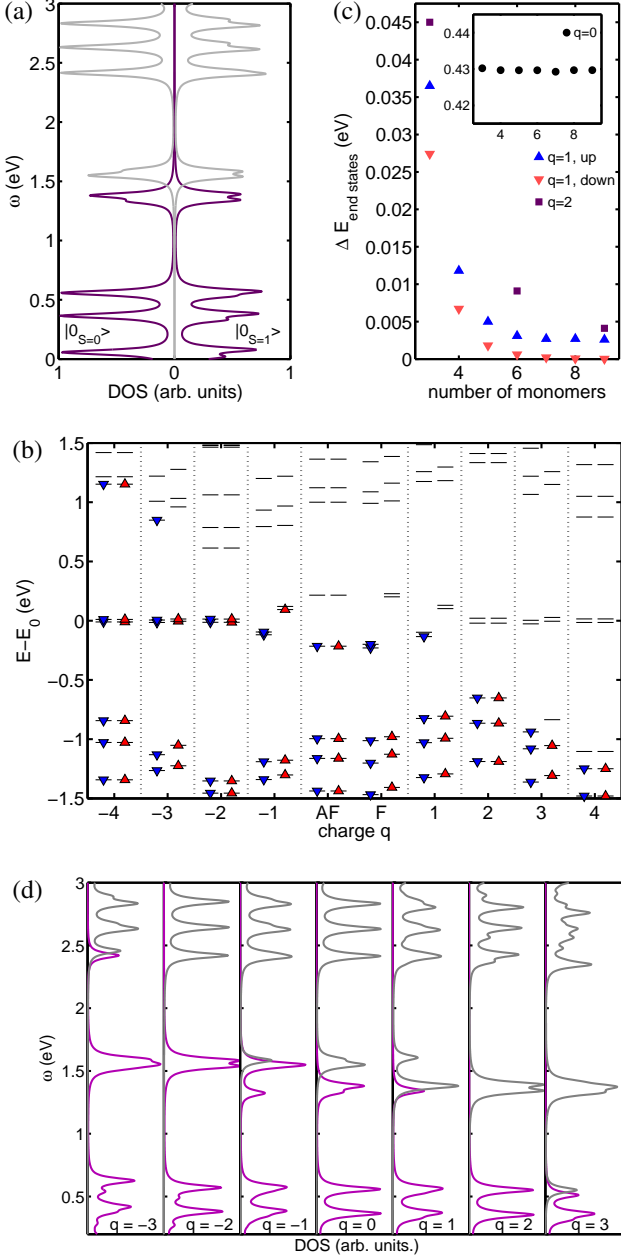 (a)
3
2.5
2
1.5
1
0.5
0
ω (eV)
|0S=0>
|0S=1>
1
0
1
DOS (arb. units)
(c)
0.045
0.04
0.035
0.03
0.025
0.02
0.015
0.01
0.005
0
Δ Eend states (eV)
0.44
0.43
0.42
q=0
4 6 8
q=1, up
q=1, down
q=2
4 6 8
number of monomers
(b)
1.5
1
0.5
0
−0.5
−1
−1.5
E−E0 (eV)
−4 −3 −2 −1 AF F 1 2 3 4
charge q
(d)
3
2.5
2
1.5
1
0.5
ω (eV)
q = −3 q = −2 q = −1 q = 0 q = 1 q = 2 q = 3
DOS (arb. units.)